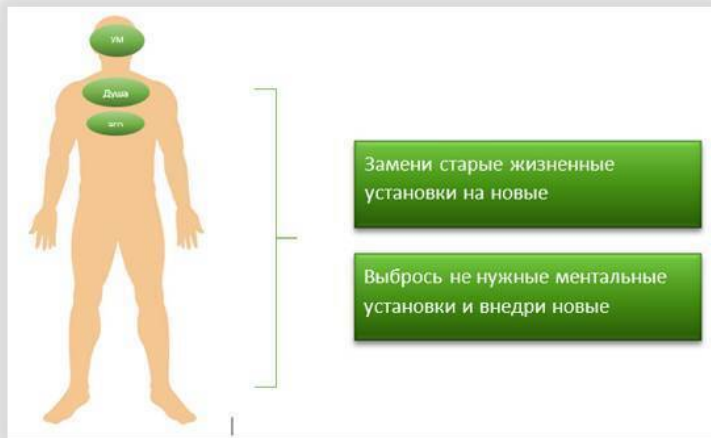 ум
Душа
эго
Замени старые жизненные
установки на новые
Выбрось не нужные ментальные
установки и внедри новые